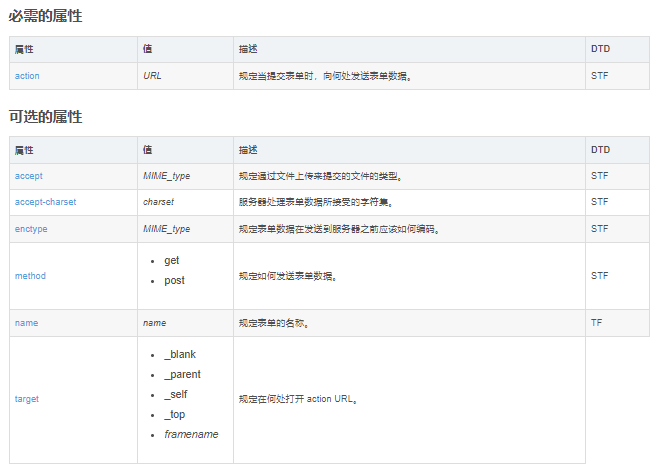 必需的属性
属性 值 描述 DTD
action URL 规定当提交表单时，向何处发送表单数据。 STF
可选的属性
属性 值 描述 DTD
accept MIME_type 规定通过文件上传来提交的文件的类型。 STF
accept-charset charset 服务器处理表单数据所接受的字符集。 STF
enctype MIME_type 规定表单数据在发送到服务器之前应该如何编码。 STF
method
• get
• post
规定如何发送表单数据。 STF
name name 规定表单的名称。 TF
target
• _blank
• _parent
• _self
• _top
• framename
规定在何处打开 action URL。